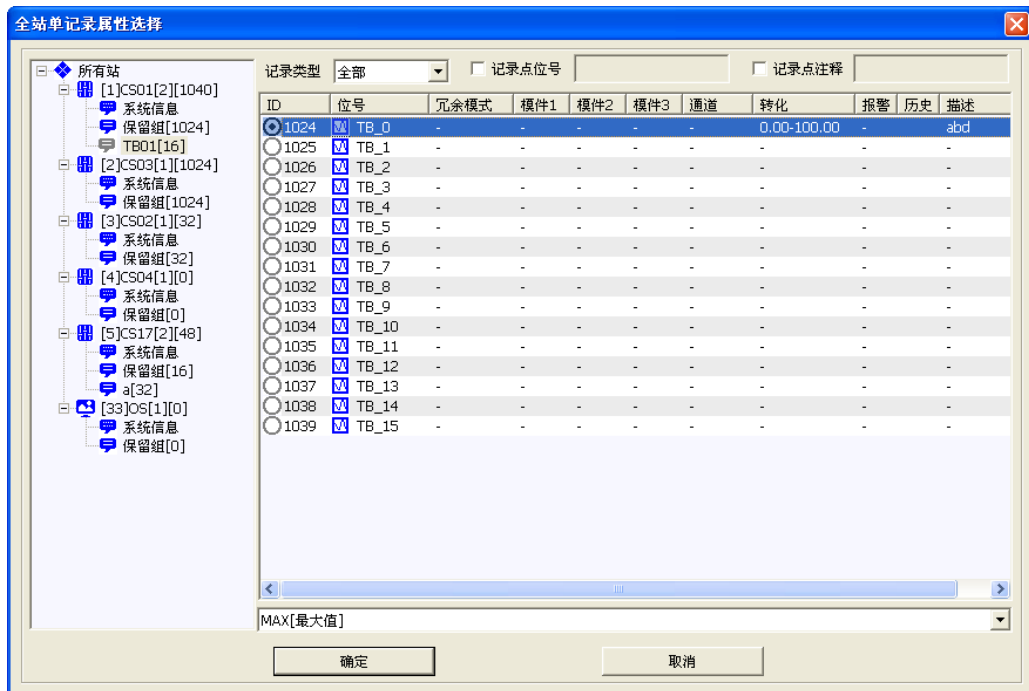 全站单记录属性选择
所有站
[1]CS01[2][1040]
系统信息
保留组[1024]
TB01[16]
[2]CS03[1][1024]
系统信息
保留组[1024]
[3]CS02[1][32]
系统信息
保留组[32]
[4]CS04[1][0]
系统信息
保留组[0]
[5]CS17[2][48]
系统信息
保留组[16]
a[32]
[33]OS[1][0]
系统信息
保留组[0]
记录类型 全部 记录点位号 记录点注释
ID 位号 冗余模式 模件1 模件2 模件3 通道 转化 报警 历史 描述
1024 TB_0 - - - - - 0.00-100.00 - abd
1025 TB_1 - - - - - - - -
1026 TB_2 - - - - - - - -
1027 TB_3 - - - - - - - -
1028 TB_4 - - - - - - - -
1029 TB_5 - - - - - - - -
1030 TB_6 - - - - - - - -
1031 TB_7 - - - - - - - -
1032 TB_8 - - - - - - - -
1033 TB_9 - - - - - - - -
1034 TB_10 - - - - - - - -
1035 TB_11 - - - - - - - -
1036 TB_12 - - - - - - - -
1037 TB_13 - - - - - - - -
1038 TB_14 - - - - - - - -
1039 TB_15 - - - - - - - -
MAX[最大值]
确定 取消